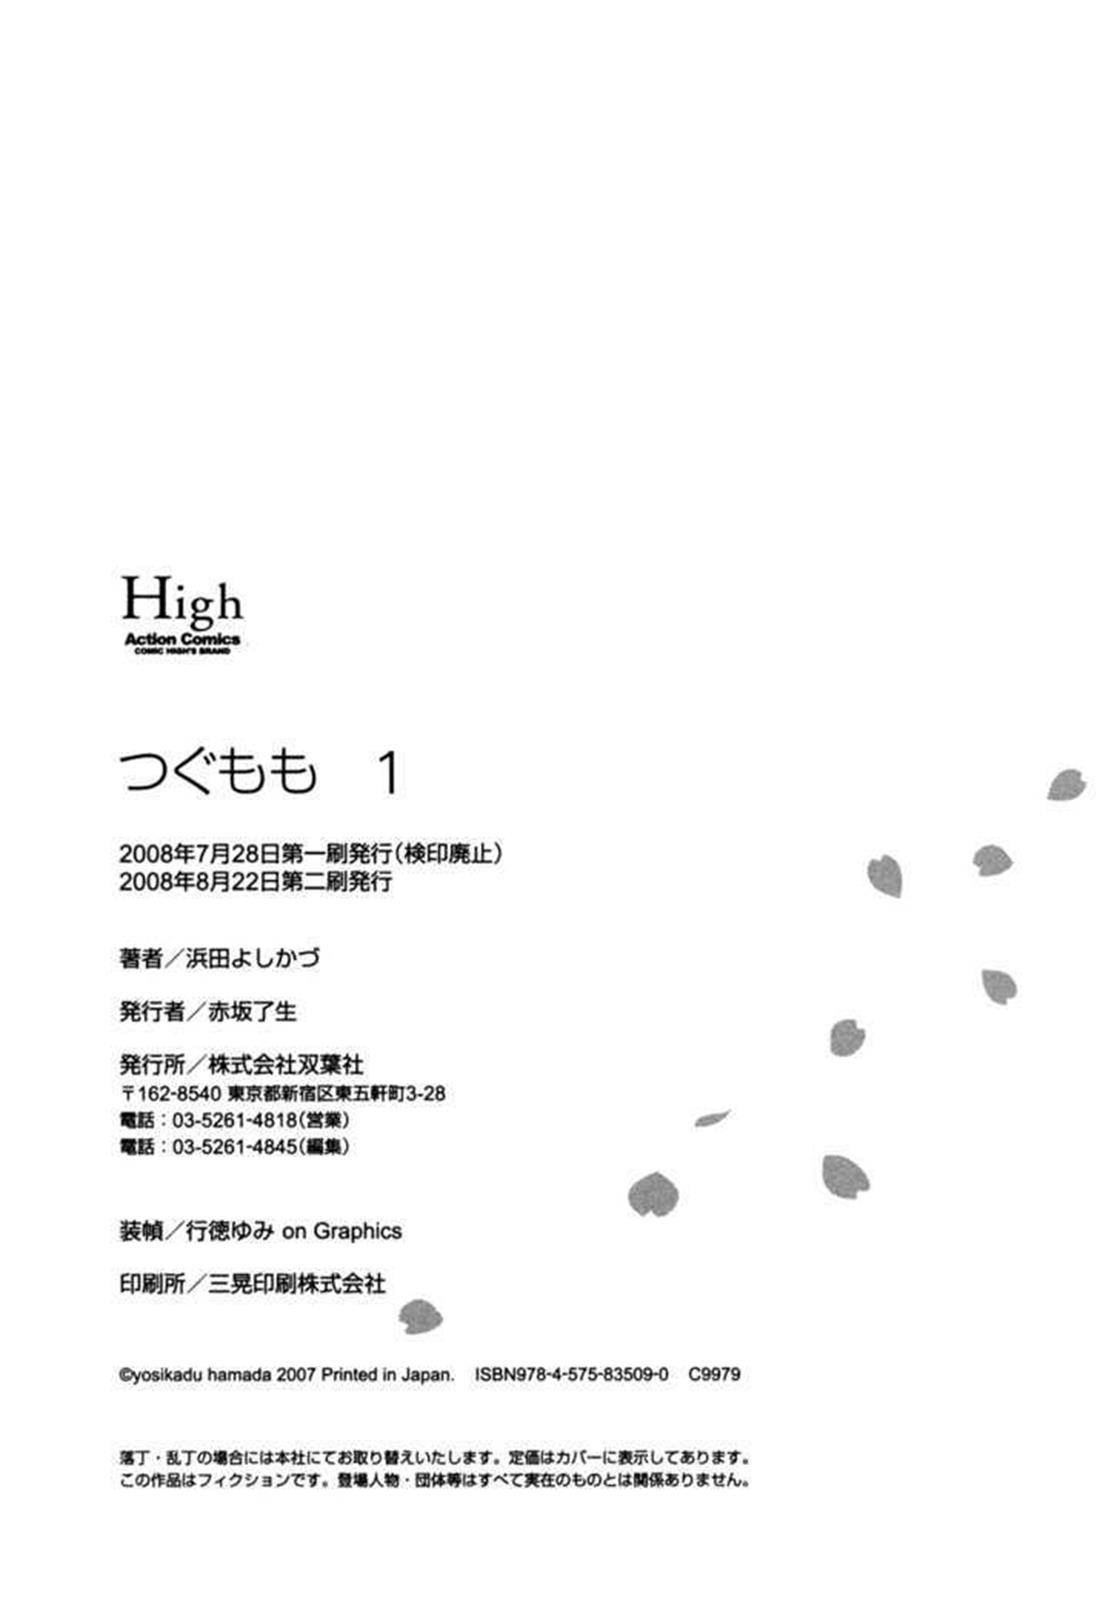 High
Action Comics
COMIC HIGH'S BRAND
つぐもも 1
2008年7月28日第一刷発行（検印廃止）
2008年8月22日第二刷発行
著者／浜田よしかづ
発行者／赤坂了生
発行所／株式会社双葉社
〒162-8540 東京都新宿区東五軒町3-28
電話：03-5261-4818（営業）
電話：03-5261-4845（編集）
装幀／行徳ゆみ on Graphics
印刷所／三晃印刷株式会社
©yosikadu hamada 2007 Printed in Japan. ISBN978-4-575-83509-0 C9979
落丁・乱丁の場合には本社にてお取り替えいたします。定価はカバーに表示してあります。
この作品はフィクションです。登場人物・団体等はすべて実在のものとは関係ありません。